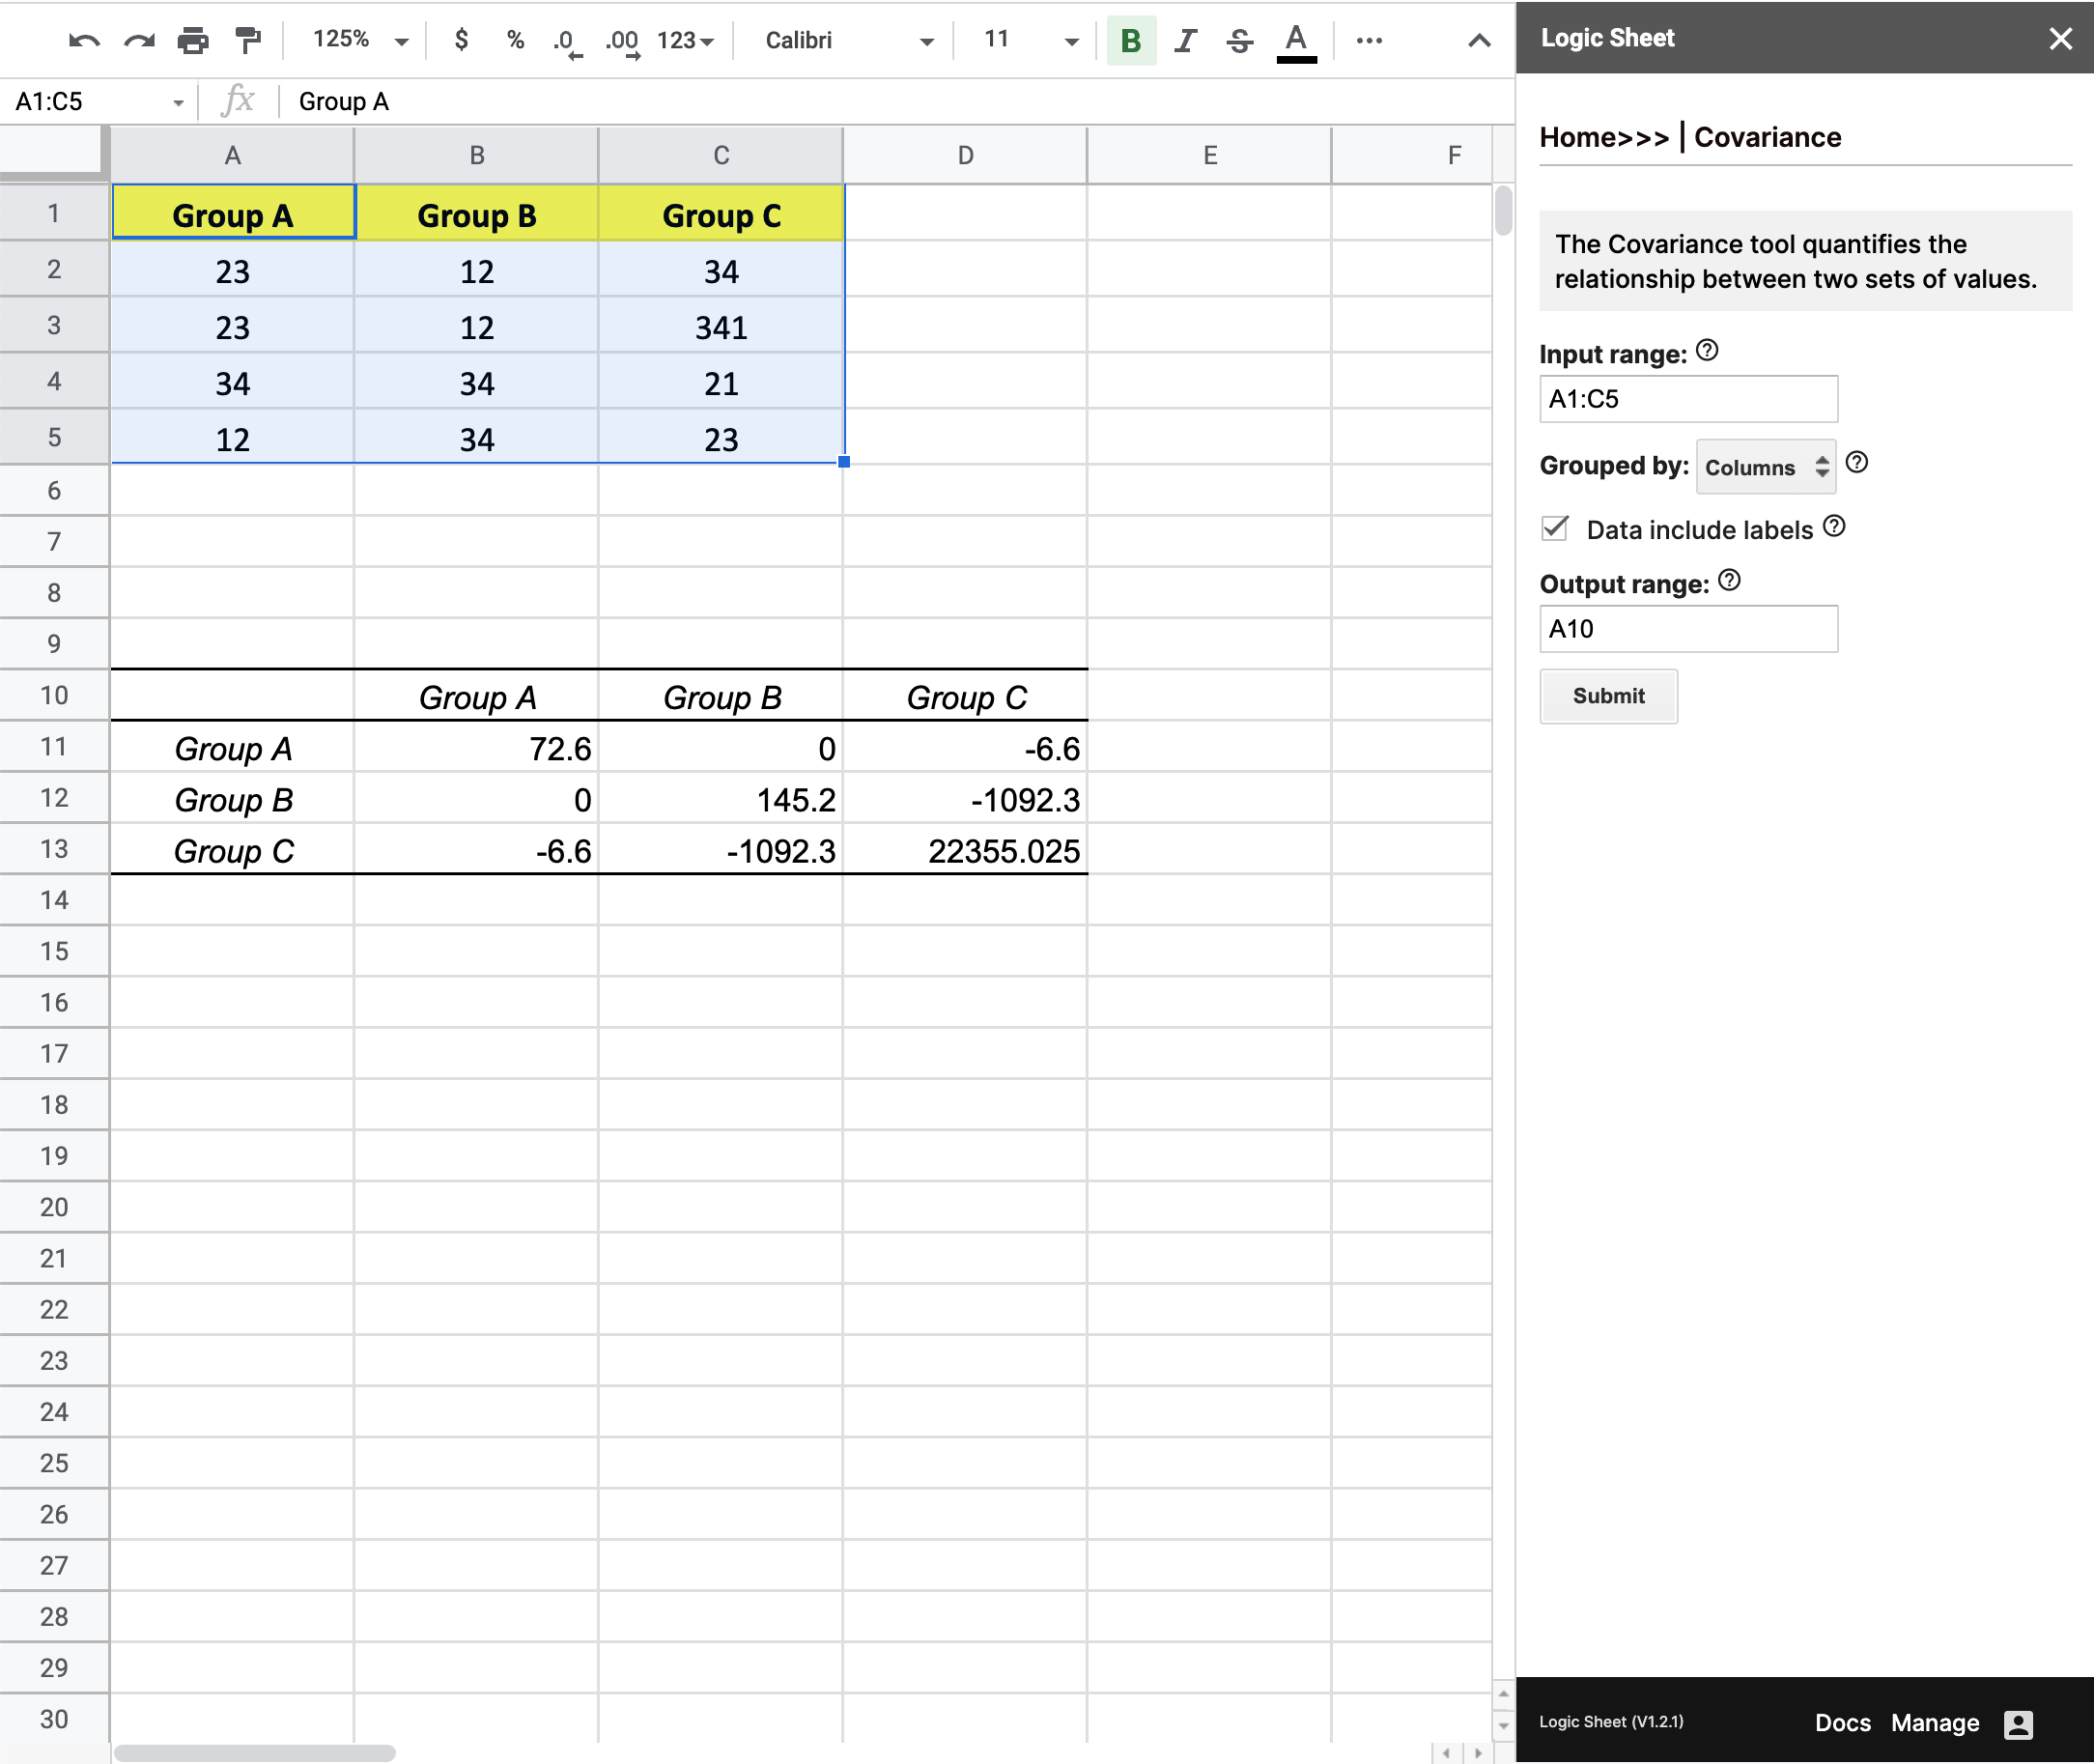 125% $ % .0 .00 123 Calibri 11 B I S A
Logic Sheet
A1:C5 fx Group A
Home>>> | Covariance
A B C D E F
1 Group A Group B Group C
2 23 12 34
3 23 12 341
4 34 34 21
5 12 34 23
6
7
8
9
10 Group A Group B Group C
11 Group A 72.6 0 -6.6
12 Group B 0 145.2 -1092.3
13 Group C -6.6 -1092.3 22355.025
14
15
16
17
18
19
20
21
22
23
24
25
26
27
28
29
30
The Covariance tool quantifies the
relationship between two sets of values.
Input range: ?
A1:C5
Grouped by: Columns ?
Data include labels ?
Output range: ?
A10
Submit
Logic Sheet (V1.2.1) Docs Manage